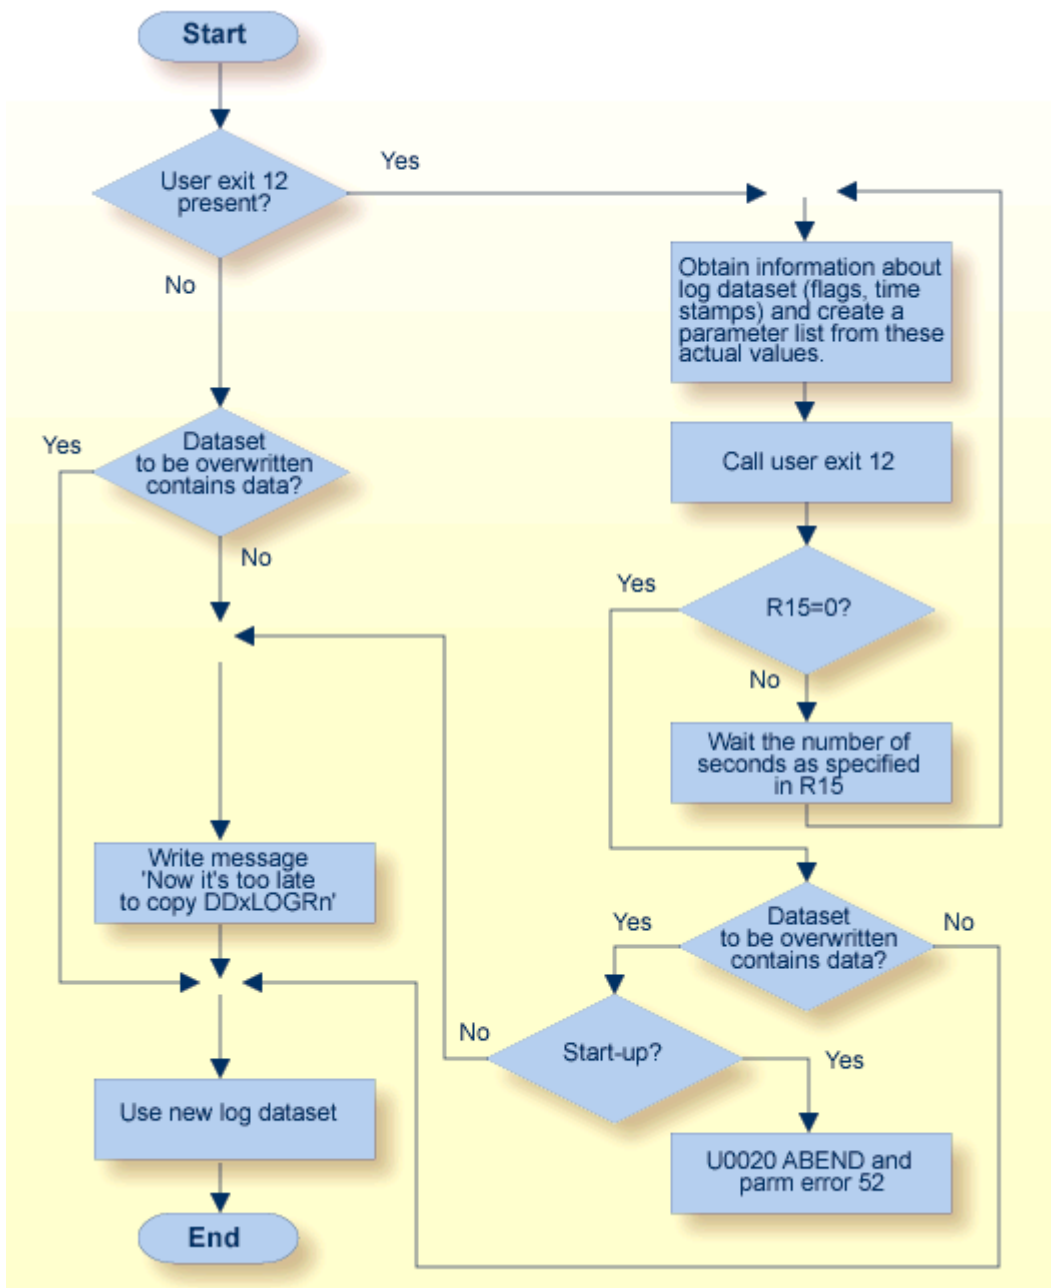 Start
User exit 12
present?
Yes
No
Obtain information about
log dataset (flags, time
stamps) and create a
parameter list from these
actual values.
Call user exit 12
Yes
Dataset
to be overwritten
contains data?
No
Yes
R15=0?
No
Wait the number of
seconds as specified
in R15
Write message
'Now it's too late
to copy DDxLOGRn'
Yes
Dataset
to be overwritten
contains data?
No
No
Start-up?
Yes
Use new log dataset
U0020 ABEND and
parm error 52
End